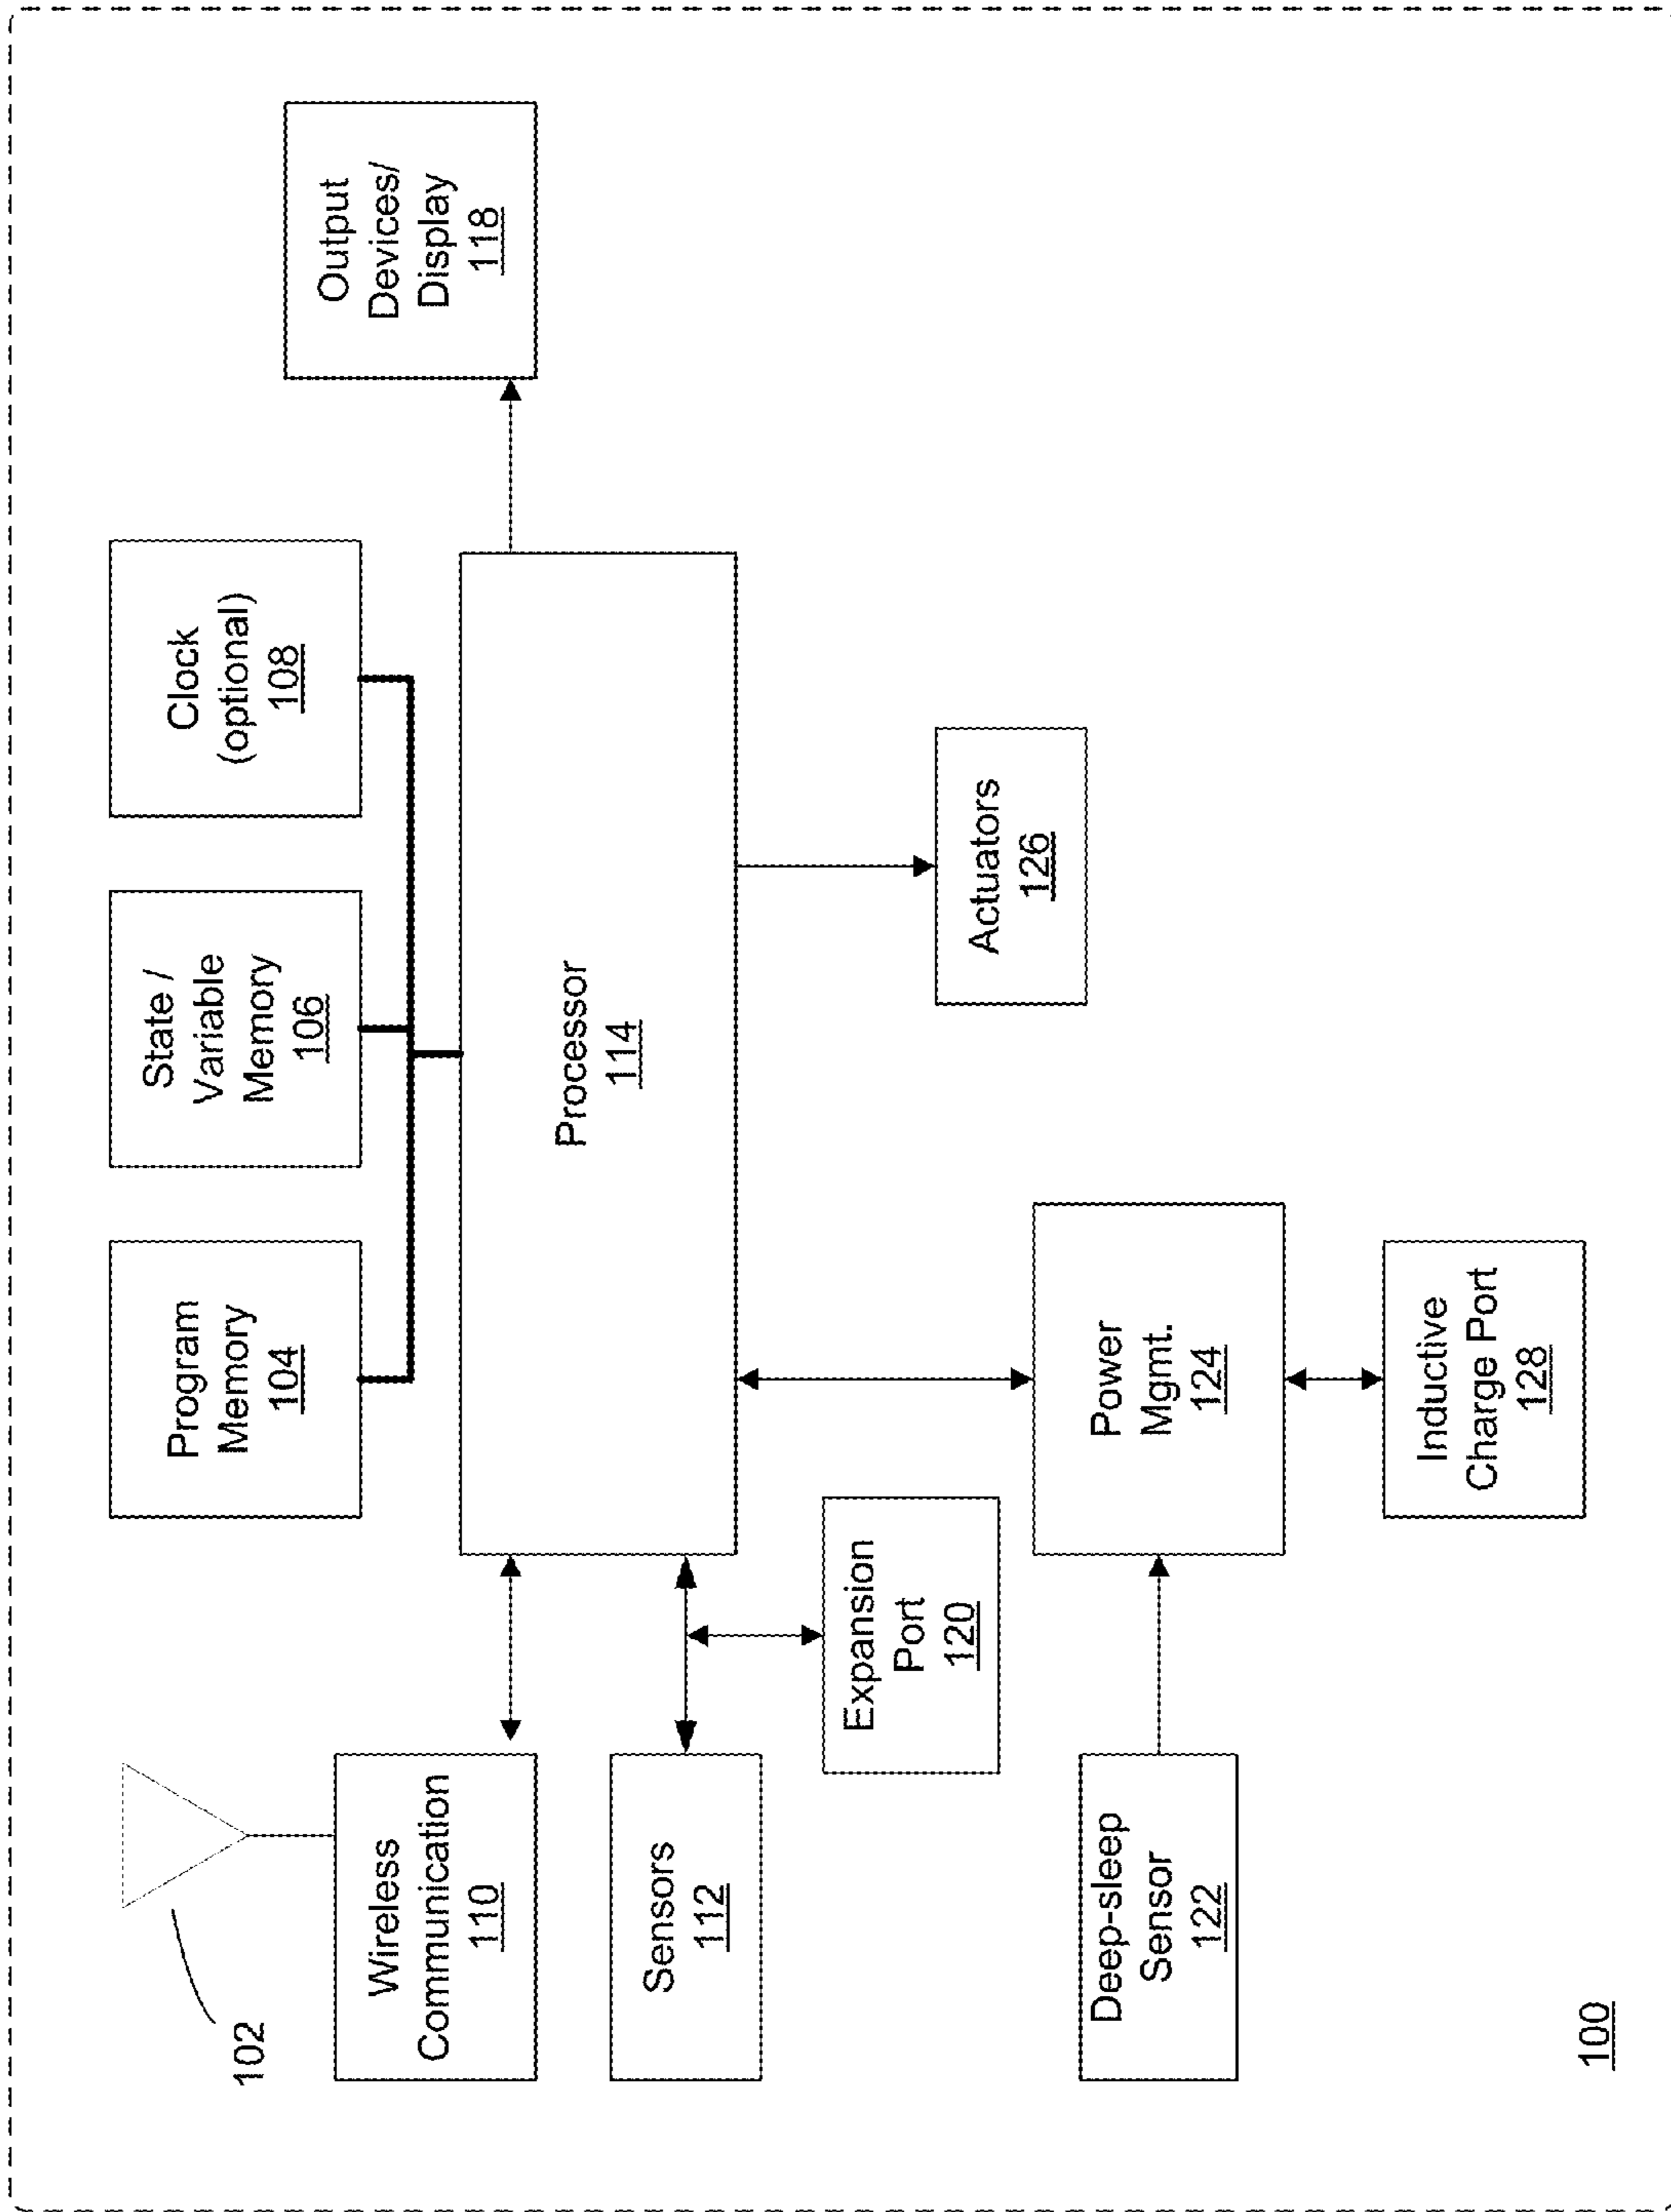 102
Program
Memory
104
State /
Variable
Memory
106
Clock
(optional)
108
Wireless
Communication
110
Output
Devices/
Display
118
Processor
114
Sensors
112
Expansion
Port
120
Actuators
126
Deep-sleep
Sensor
122
Power
Mgmt.
124
Inductive
Charge Port
128
100